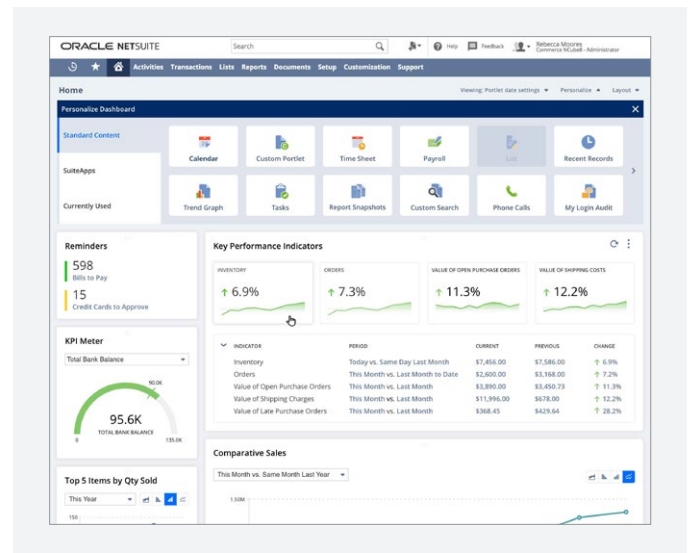 ORACLE NETSUITE
Search
Help
Feedback
Rebecca Moores
Commerce NCube8 - Administrator
Activities Transactions Lists Reports Documents Setup Customization Support
Home
Viewing: Portlet date settings
Personalize
Layout
Personalize Dashboard
Standard Content
SuiteApps
Currently Used
Calendar
Custom Portlet
Time Sheet
Payroll
List
Recent Records
Trend Graph
Tasks
Report Snapshots
Custom Search
Phone Calls
My Login Audit
Reminders
598
Bills to Pay
15
Credit Cards to Approve
Key Performance Indicators
INVENTORY
6.9%
ORDERS
7.3%
VALUE OF OPEN PURCHASE ORDERS
11.3%
VALUE OF SHIPPING COSTS
12.2%
INDICATOR PERIOD CURRENT PREVIOUS CHANGE
Inventory Today vs. Same Day Last Month $7,456.00 $7,586.00 ↑ 6.9%
Orders This Month vs. Last Month to Date $2,600.00 $3,168.00 ↑ 7.2%
Value of Open Purchase Orders This Month vs. Last Month $3,890.00 $3,450.73 ↑ 11.3%
Value of Shipping Charges This Month vs. Last Month $11,996.00 $678.00 ↑ 12.2%
Value of Late Purchase Orders This Month vs. Last Month $368.45 $429.64 ↑ 28.2%
KPI Meter
Total Bank Balance
90.0K
95.6K
TOTAL BANK BALANCE
0
135.0K
Top 5 Items by Qty Sold
This Year
150
Comparative Sales
This Month vs. Same Month Last Year
1.50M